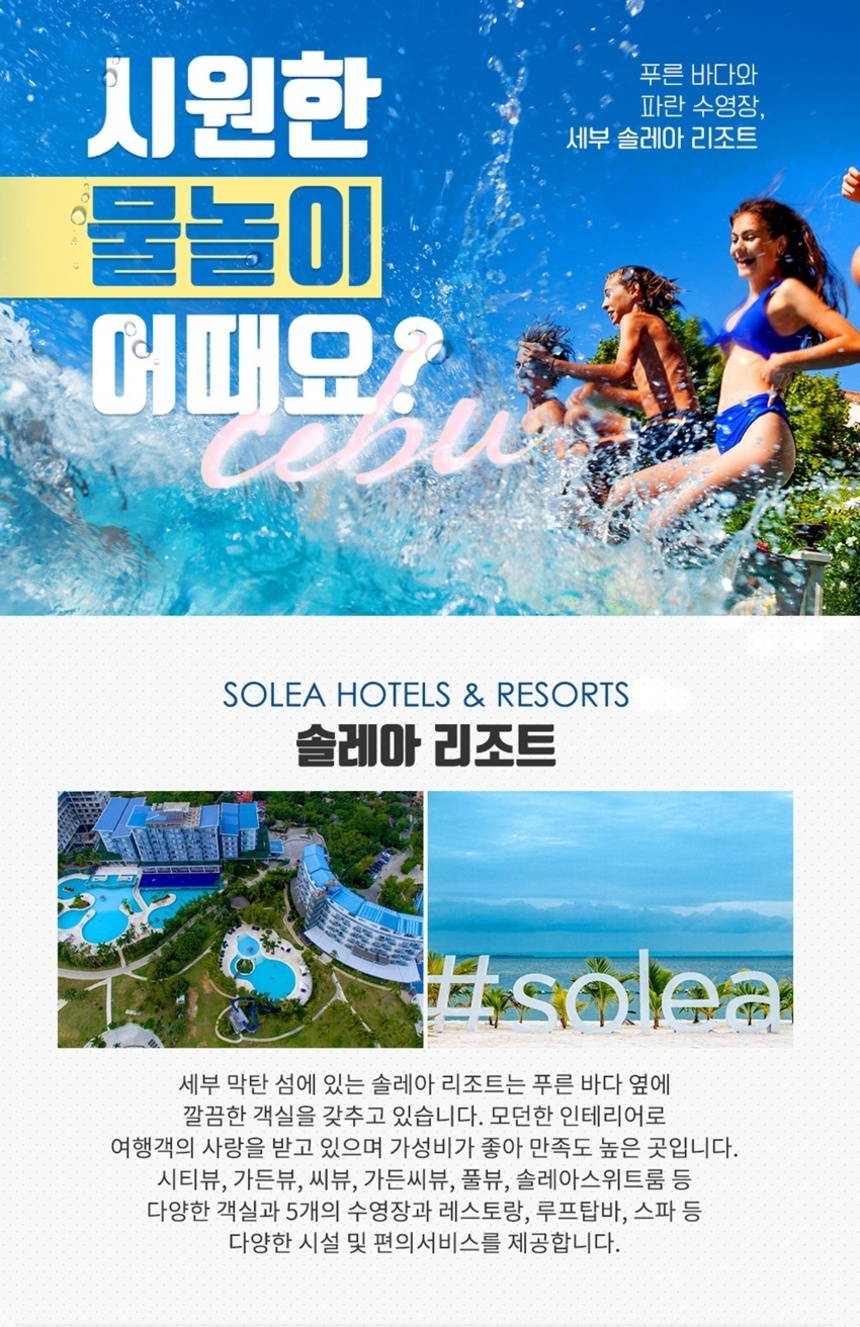 시원한
물놀이
어때요?
cebu
푸른 바다와
파란 수영장,
세부 솔레아 리조트
SOLEA HOTELS & RESORTS
솔레아 리조트
#solea
세부 막탄 섬에 있는 솔레아 리조트는 푸른 바다 옆에
깔끔한 객실을 갖추고 있습니다. 모던한 인테리어로
여행객의 사랑을 받고 있으며 가성비가 좋아 만족도 높은 곳입니다.
시티뷰, 가든뷰, 씨뷰, 가든씨뷰, 풀뷰, 솔레아스위트룸 등
다양한 객실과 5개의 수영장과 레스토랑, 루프탑바, 스파 등
다양한 시설 및 편의서비스를 제공합니다.